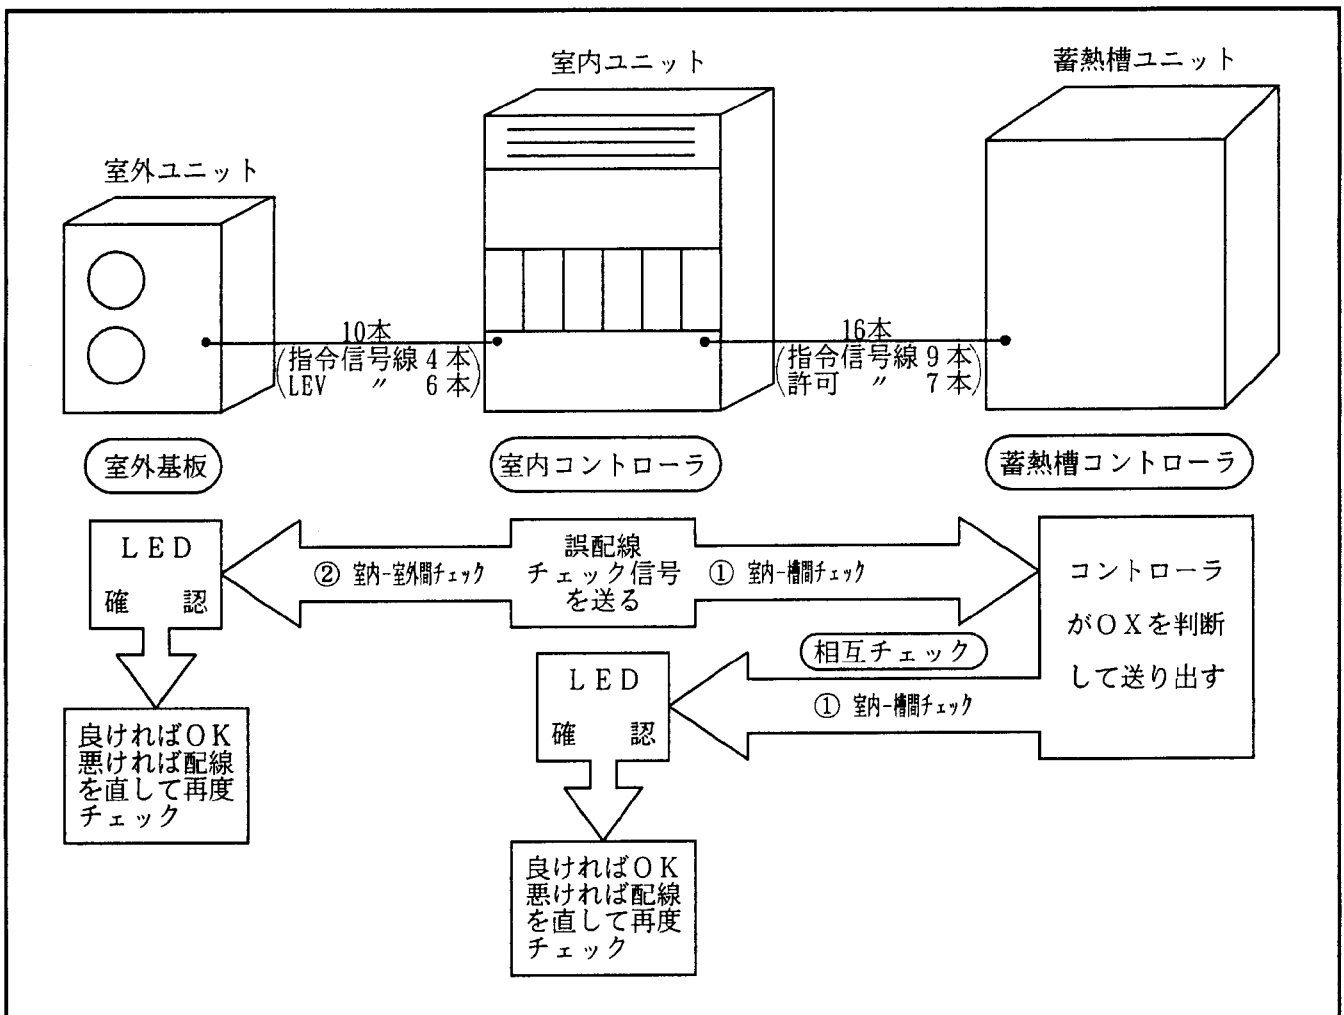 室内ユニット
蓄熱槽ユニット
室外ユニット
10本
(指令信号線4本)
(LEV 〃 6本)
16本
(指令信号線9本)
(許可 〃 7本)
室外基板
室内コントローラ
蓄熱槽コントローラ
LED
確 認
② 室内-室外間チェック
誤配線
チェック信号
を送る
① 室内-槽間チェック
コントローラ
がOXを判断
して送り出す
相互チェック
① 室内-槽間チェック
LED
確 認
良ければOK
悪ければ配線
を直して再度
チェック
良ければOK
悪ければ配線
を直して再度
チェック